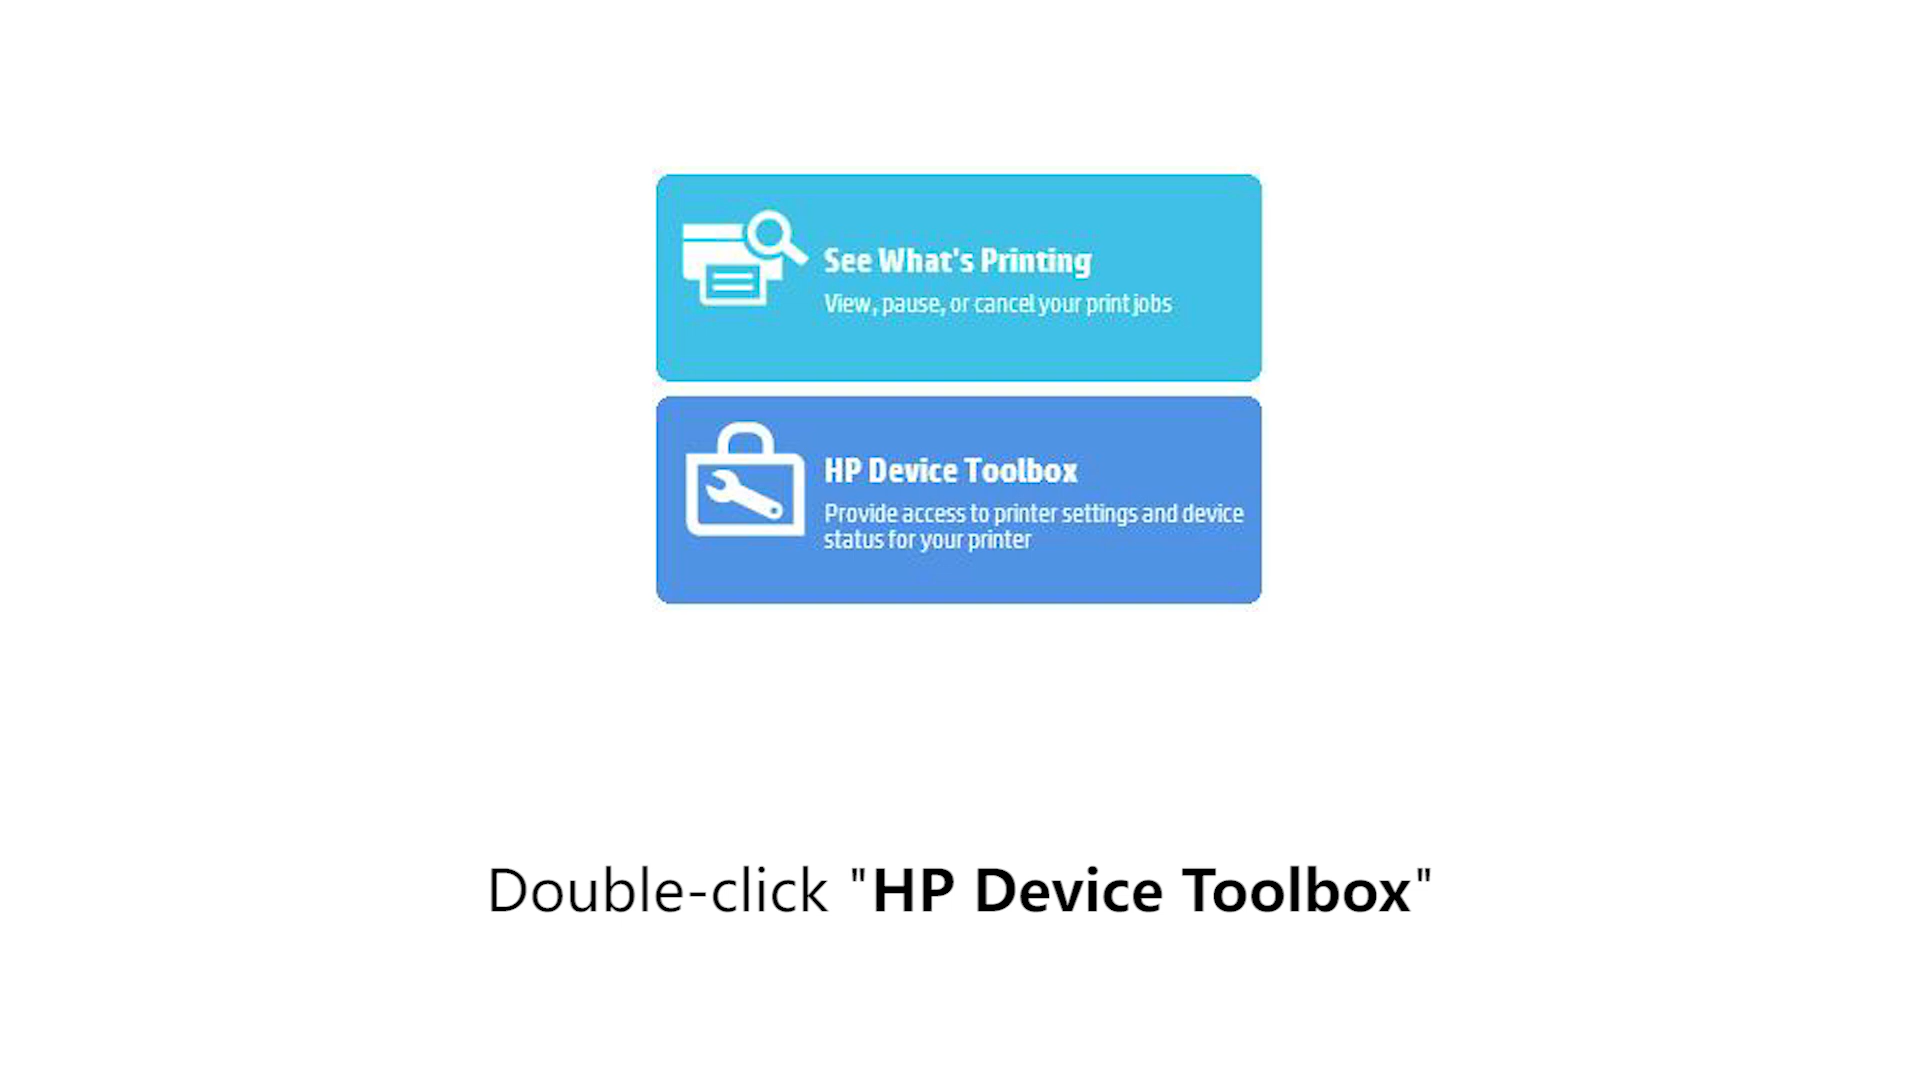 See What's Printing
View, pause, or cancel your print jobs
HP Device Toolbox
Provide access to printer settings and device
status for your printer
Double-click "HP Device Toolbox"